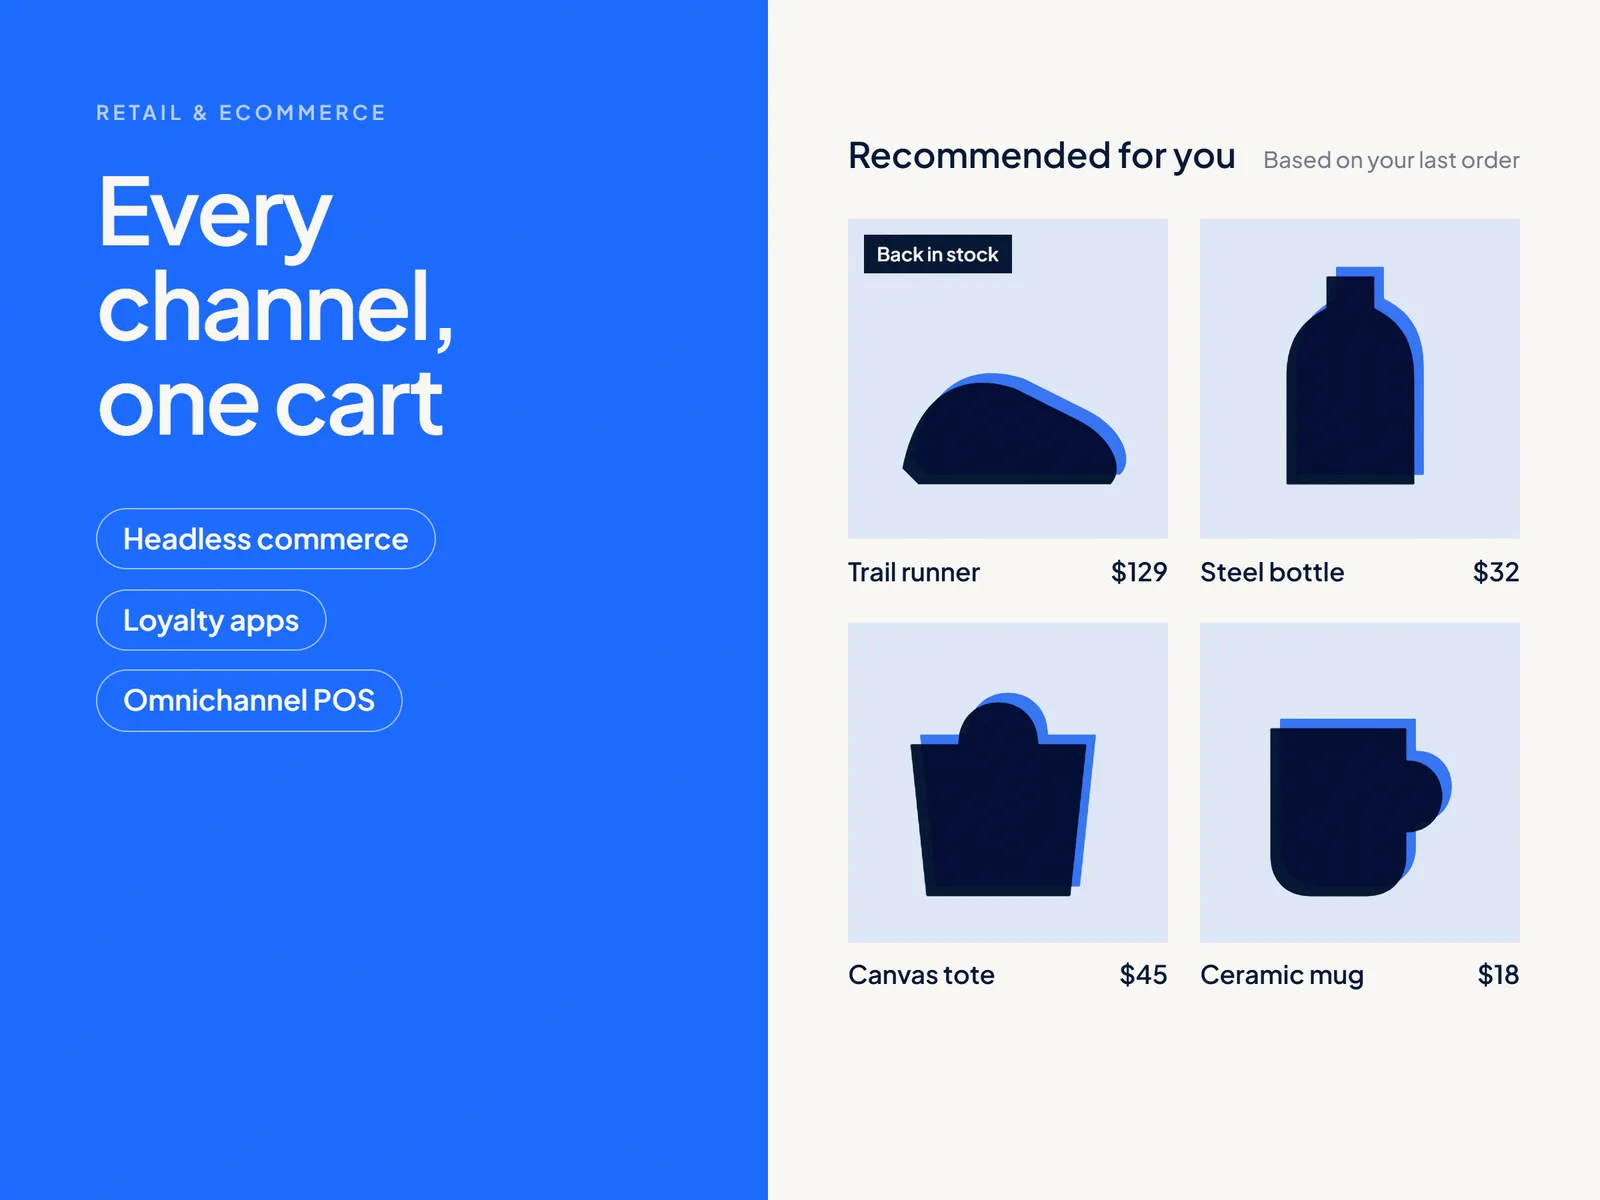 RETAIL & ECOMMERCE
Every
channel,
one cart
Headless commerce
Loyalty apps
Omnichannel POS
Recommended for you
Based on your last order
Back in stock
Trail runner
$129
Steel bottle
$32
Canvas tote
$45
Ceramic mug
$18